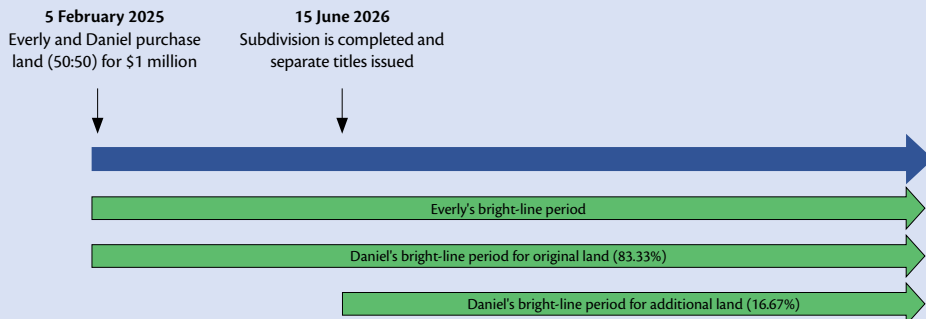 5 February 2025
Everly and Daniel purchase
land (50:50) for $1 million
15 June 2026
Subdivision is completed and
separate titles issued
Everly's bright-line period
Daniel's bright-line period for original land (83.33%)
Daniel's bright-line period for additional land (16.67%)